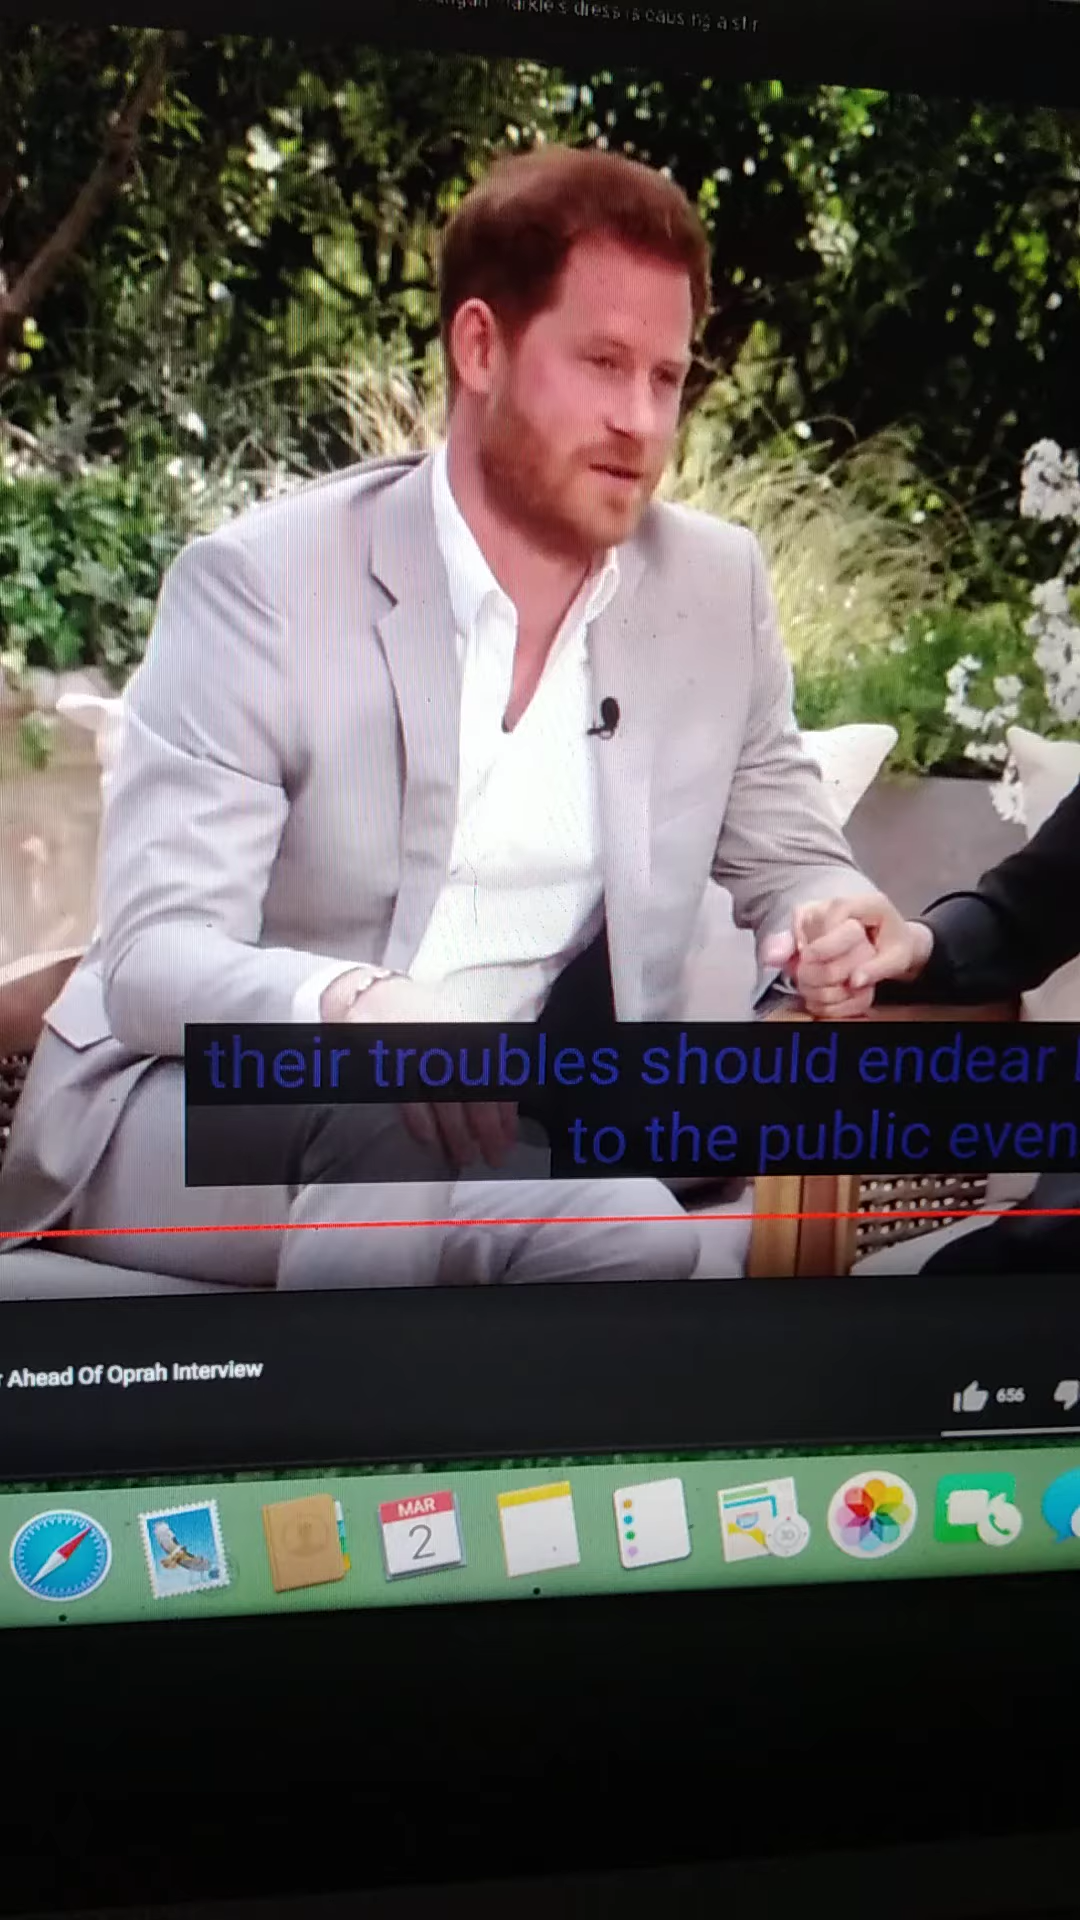 dress is causing a stir
their troubles should endear
to the public even
Ahead Of Oprah Interview
656
MAR
2